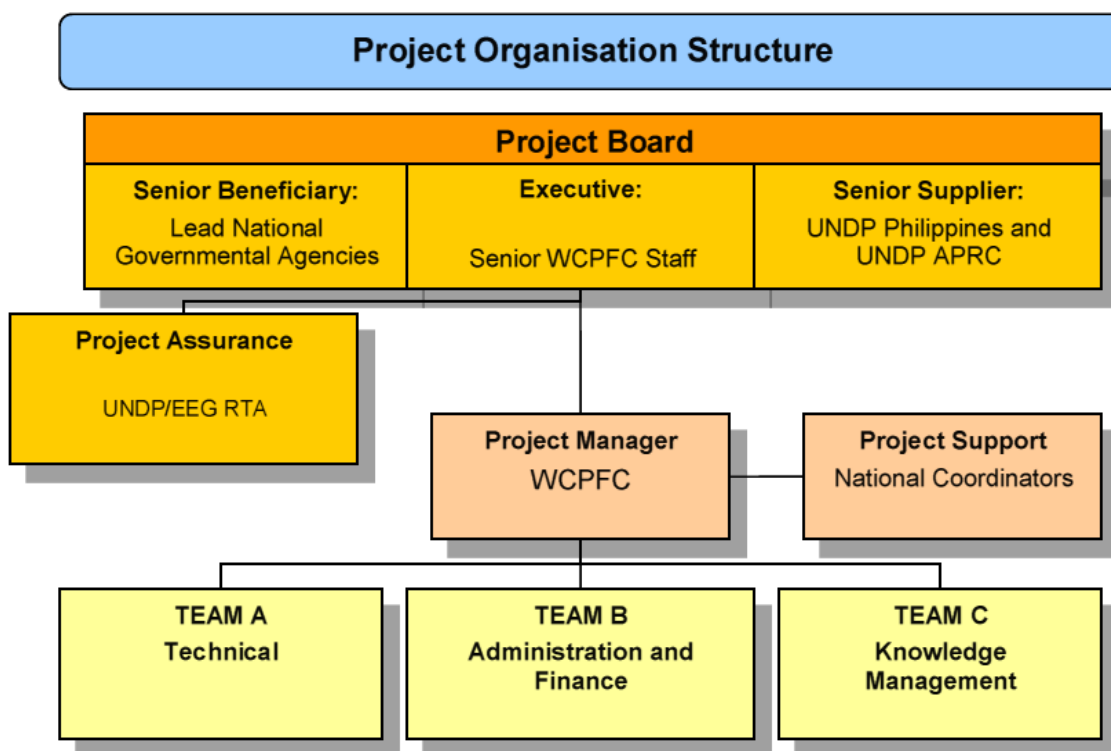 Project Organisation Structure
Project Board
Senior Beneficiary:
Lead National
Governmental Agencies
Executive:
Senior WCPFC Staff
Senior Supplier:
UNDP Philippines and
UNDP APRC
Project Assurance
UNDP/EEG RTA
Project Manager
WCPFC
Project Support
National Coordinators
TEAM A
Technical
TEAM B
Administration and
Finance
TEAM C
Knowledge
Management